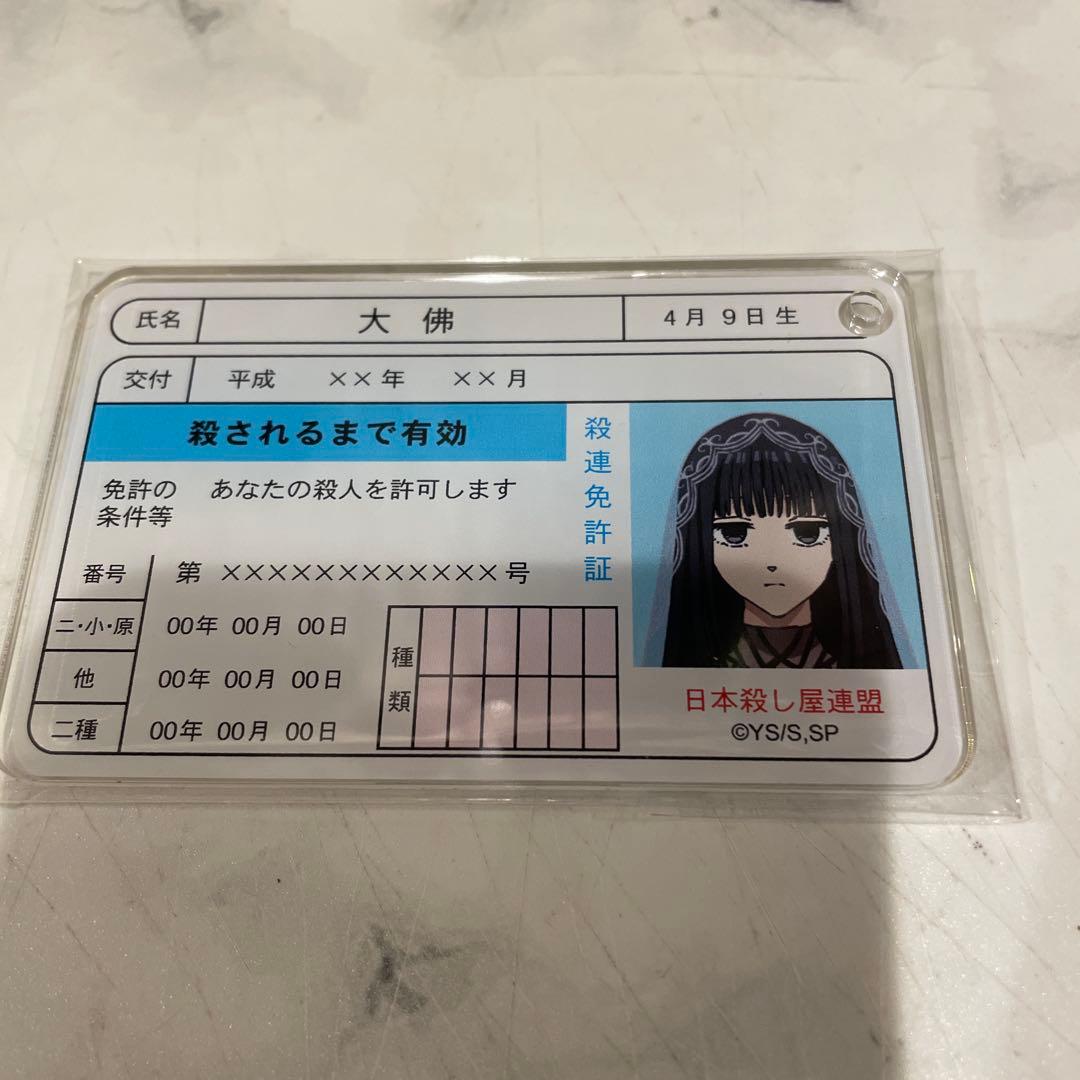 氏名 大 佛 4月 9日 生
交付 平成 ××年 ××月
殺されるまで有効
殺連免許証
免許の条件等 あなたの殺人を許可します
番号 第 ×××××××××××× 号
二・小・原 00年 00月 00日
他 00年 00月 00日
二種 00年 00月 00日
種類
日本殺し屋連盟
©YS/S,SP